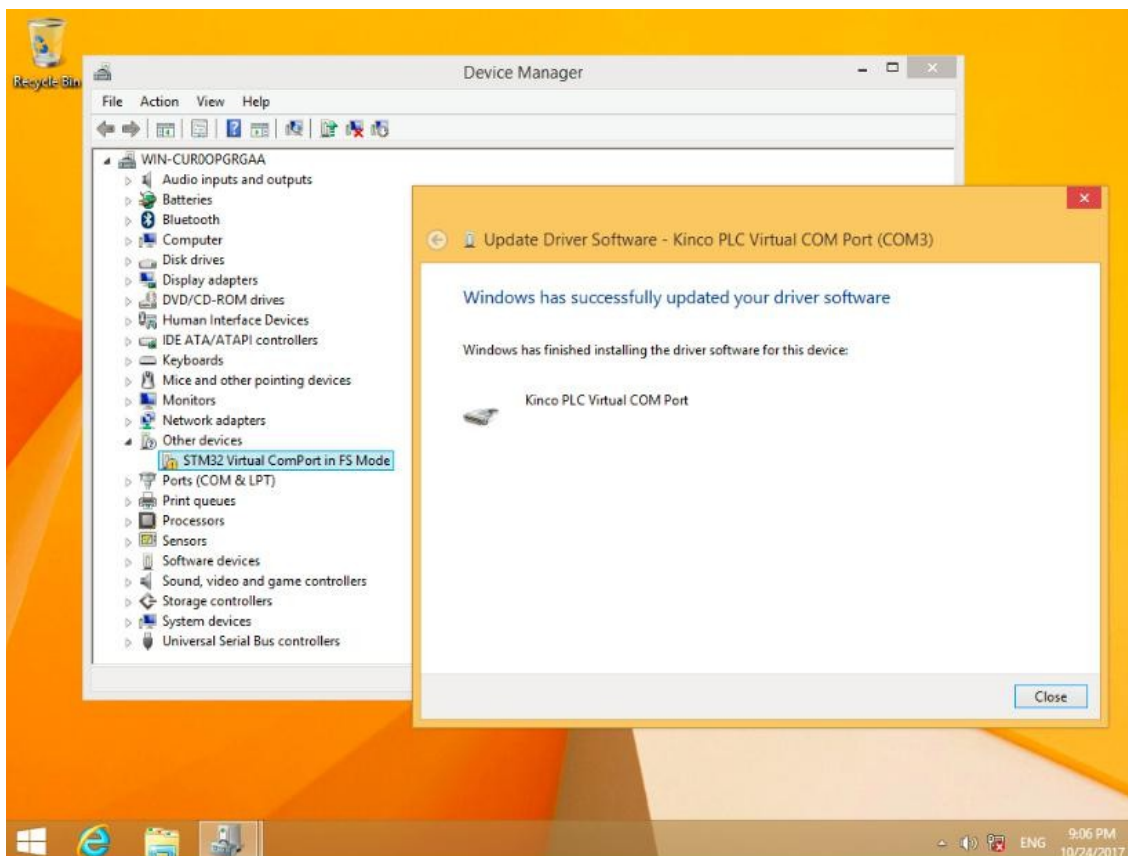 Recycle Bin
Device Manager
File Action View Help
WIN-CUR0OPGRGAA
Audio inputs and outputs
Batteries
Bluetooth
Computer
Disk drives
Display adapters
DVD/CD-ROM drives
Human Interface Devices
IDE ATA/ATAPI controllers
Keyboards
Mice and other pointing devices
Monitors
Network adapters
Other devices
STM32 Virtual ComPort in FS Mode
Ports (COM & LPT)
Print queues
Processors
Sensors
Software devices
Sound, video and game controllers
Storage controllers
System devices
Universal Serial Bus controllers
Update Driver Software - Kinco PLC Virtual COM Port (COM3)
Windows has successfully updated your driver software
Windows has finished installing the driver software for this device:
Kinco PLC Virtual COM Port
Close
ENG
9:06 PM
10/24/2017